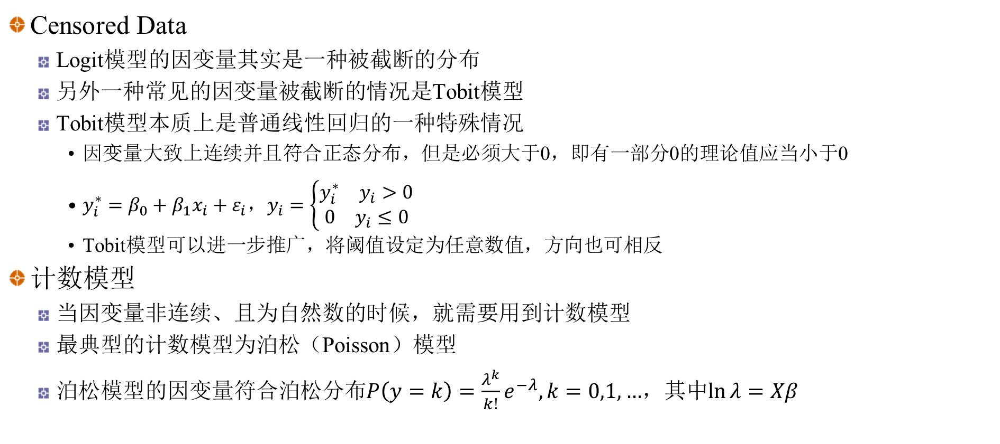 Censored Data
Logit模型的因变量其实是一种被截断的分布
另外一种常见的因变量被截断的情况是Tobit模型
Tobit模型本质上是普通线性回归的一种特殊情况
• 因变量大致上连续并且符合正态分布，但是必须大于0，即有一部分0的理论值应当小于0
• $y_i^* = \beta_0 + \beta_1 x_i + \varepsilon_i$，$y_i = \begin{cases} y_i^* & y_i > 0 \\ 0 & y_i \leq 0 \end{cases}$
• Tobit模型可以进一步推广，将阈值设定为任意数值，方向也可相反
计数模型
当因变量非连续、且为自然数的时候，就需要用到计数模型
最典型的计数模型为泊松（Poisson）模型
泊松模型的因变量符合泊松分布$P(y = k) = \frac{\lambda^k}{k!} e^{-\lambda}, k = 0,1, \ldots$，其中$\ln \lambda = X\beta$